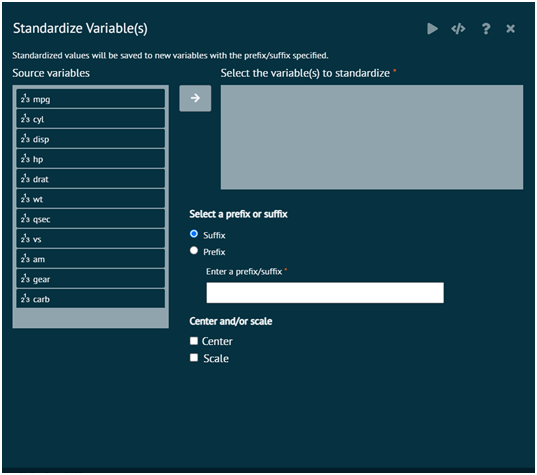 Standardize Variable(s)
Standardized values will be saved to new variables with the prefix/suffix specified.
Source variables
Select the variable(s) to standardize *
mpg
cyl
disp
hp
drat
wt
qsec
vs
am
gear
carb
Select a prefix or suffix
Suffix
Prefix
Enter a prefix/suffix *
Center and/or scale
Center
Scale